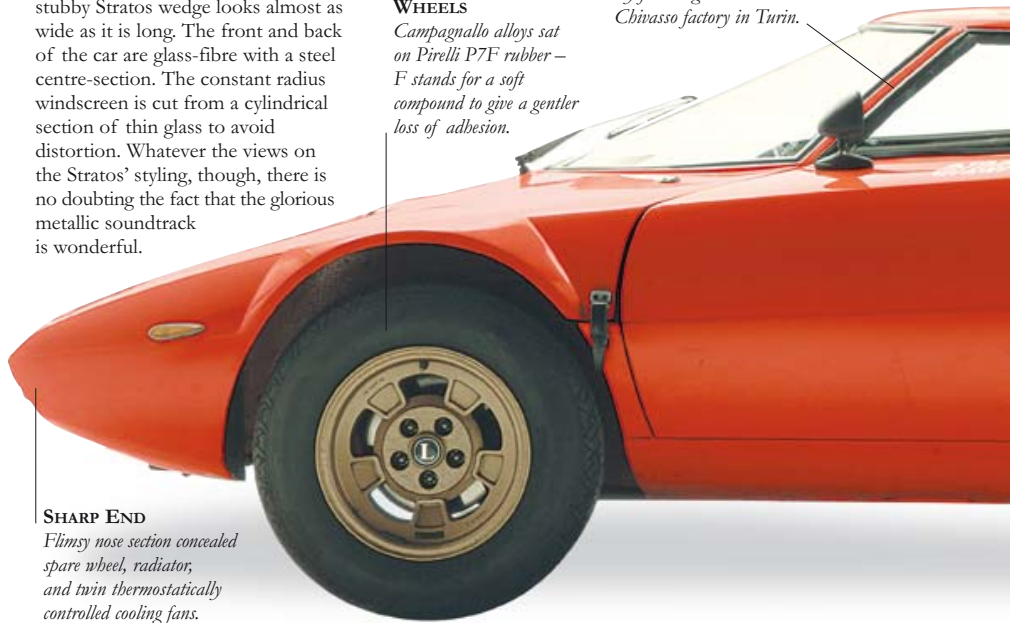 stubby Stratos wedge looks almost as
wide as it is long. The front and back
of the car are glass-fibre with a steel
centre-section. The constant radius
windscreen is cut from a cylindrical
section of thin glass to avoid
distortion. Whatever the views on
the Stratos’ styling, though, there is
no doubting the fact that the glorious
metallic soundtrack
is wonderful.
WHEELS
Campagnallo alloys sat
on Pirelli P7F rubber –
F stands for a soft
compound to give a gentler
loss of adhesion.
Chivasso factory in Turin.
L
SHARP END
Flimsy nose section concealed
spare wheel, radiator,
and twin thermostatically
controlled cooling fans.